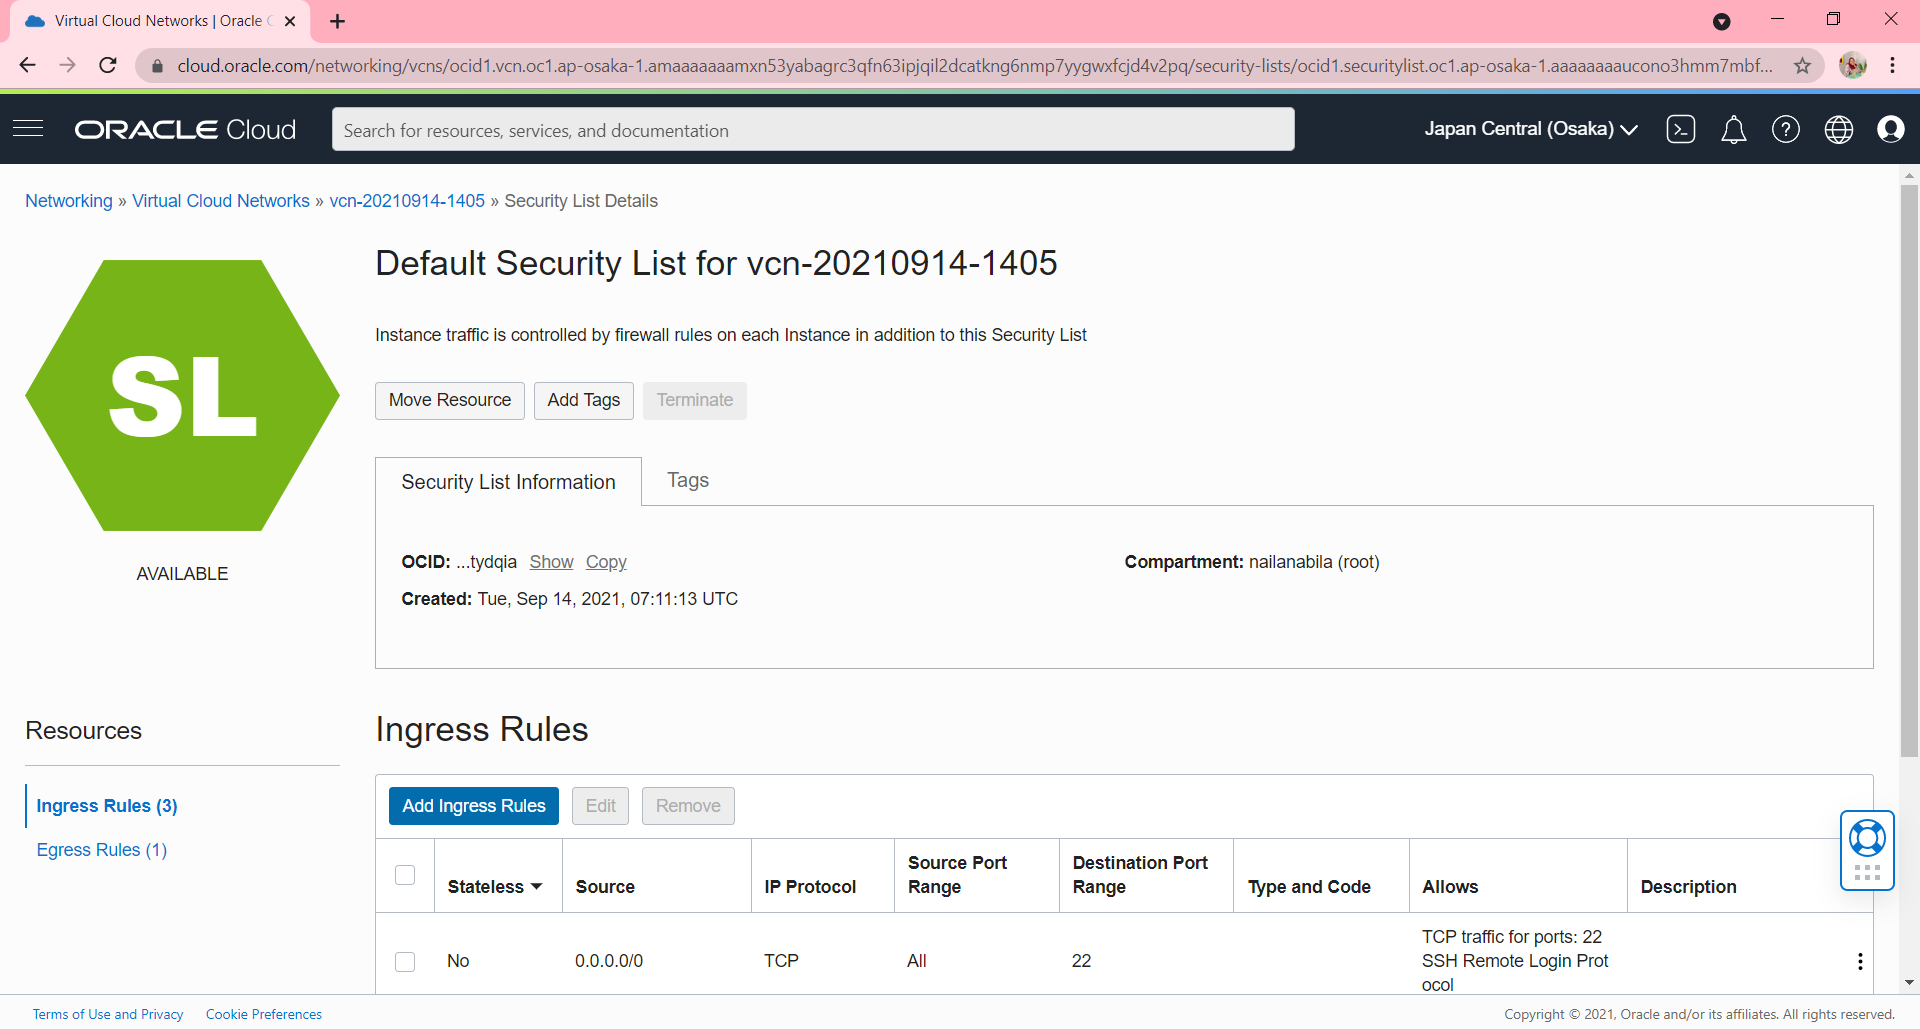 Virtual Cloud Networks | Oracle C
cloud.oracle.com/networking/vcns/ocid1.vcn.oc1.ap-osaka-1.amaaaaaaamxn53yabagrc3qfn63ipjqil2dcatkng6nmp7yygwxfcjd4v2pq/security-lists/ocid1.securitylist.oc1.ap-osaka-1.aaaaaaaaucono3hmm7mbf...
ORACLE Cloud
Search for resources, services, and documentation
Japan Central (Osaka)
Networking » Virtual Cloud Networks » vcn-20210914-1405 » Security List Details
SL
AVAILABLE
Default Security List for vcn-20210914-1405
Instance traffic is controlled by firewall rules on each Instance in addition to this Security List
Move Resource Add Tags Terminate
Security List Information Tags
OCID: ...tydqia Show Copy
Compartment: nailanabila (root)
Created: Tue, Sep 14, 2021, 07:11:13 UTC
Resources
Ingress Rules (3)
Egress Rules (1)
Ingress Rules
Add Ingress Rules Edit Remove
Stateless Source IP Protocol Source Port Range Destination Port Range Type and Code Allows Description
No 0.0.0.0/0 TCP All 22 TCP traffic for ports: 22
SSH Remote Login Prot
ocol
Terms of Use and Privacy Cookie Preferences
Copyright © 2021, Oracle and/or its affiliates. All rights reserved.